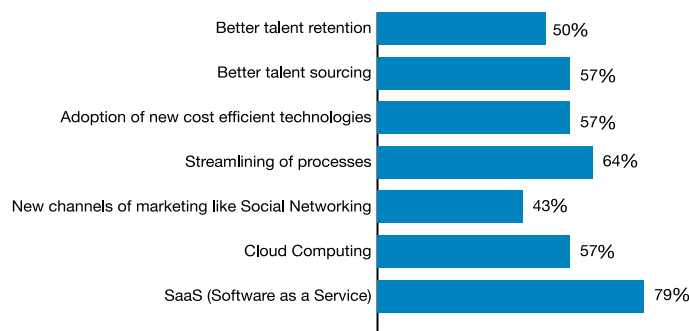 Better talent retention 50%
Better talent sourcing 57%
Adoption of new cost efficient technologies 57%
Streamlining of processes 64%
New channels of marketing like Social Networking 43%
Cloud Computing 57%
SaaS (Software as a Service) 79%